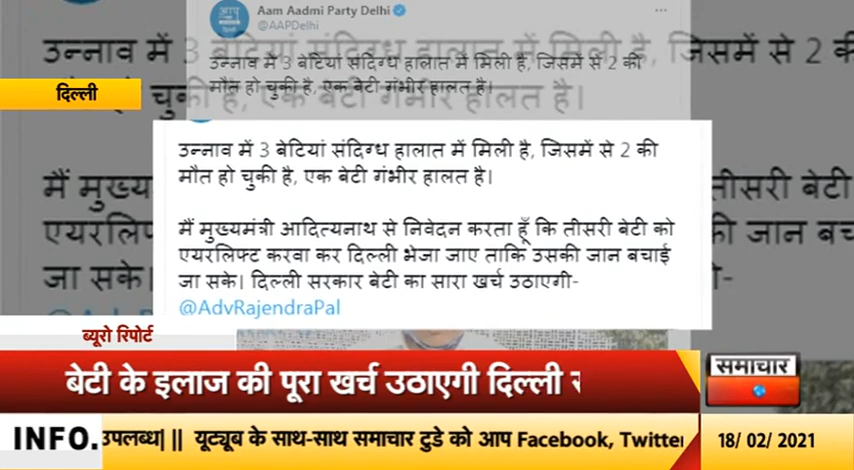 Aam Aadmi Party Delhi
@AAPDelhi
उन्नाव में 3 बेटियां संदिग्ध हालात में मिली है, जिसमें से 2 की
मौत हो चुकी है, एक बेटी गंभीर हालत है।
दिल्ली
उन्नाव में 3 बेटियां संदिग्ध हालात में मिली है, जिसमें से 2 की
मौत हो चुकी है, एक बेटी गंभीर हालत है।
मैं मुख्यमंत्री आदित्यनाथ से निवेदन करता हूँ कि तीसरी बेटी को
एयरलिफ्ट करवा कर दिल्ली भेजा जाए ताकि उसकी जान बचाई
जा सके। दिल्ली सरकार बेटी का सारा खर्च उठाएगी-
@AdvRajendraPal
ब्यूरो रिपोर्ट
बेटी के इलाज की पूरा खर्च उठाएगी दिल्ली
समाचार
INFO. उपलब्ध| || यूट्यूब के साथ-साथ समाचार टुडे को आप Facebook, Twitter
18/ 02/ 2021